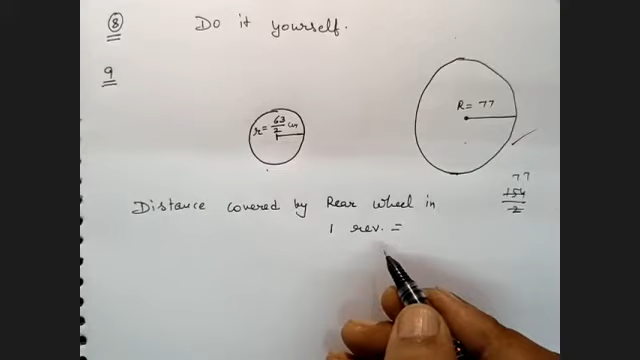 8 Do it yourself.
9
r = 63/2 cm
R = 77
77
154
2
Distance covered by Rear wheel in
1 rev. =